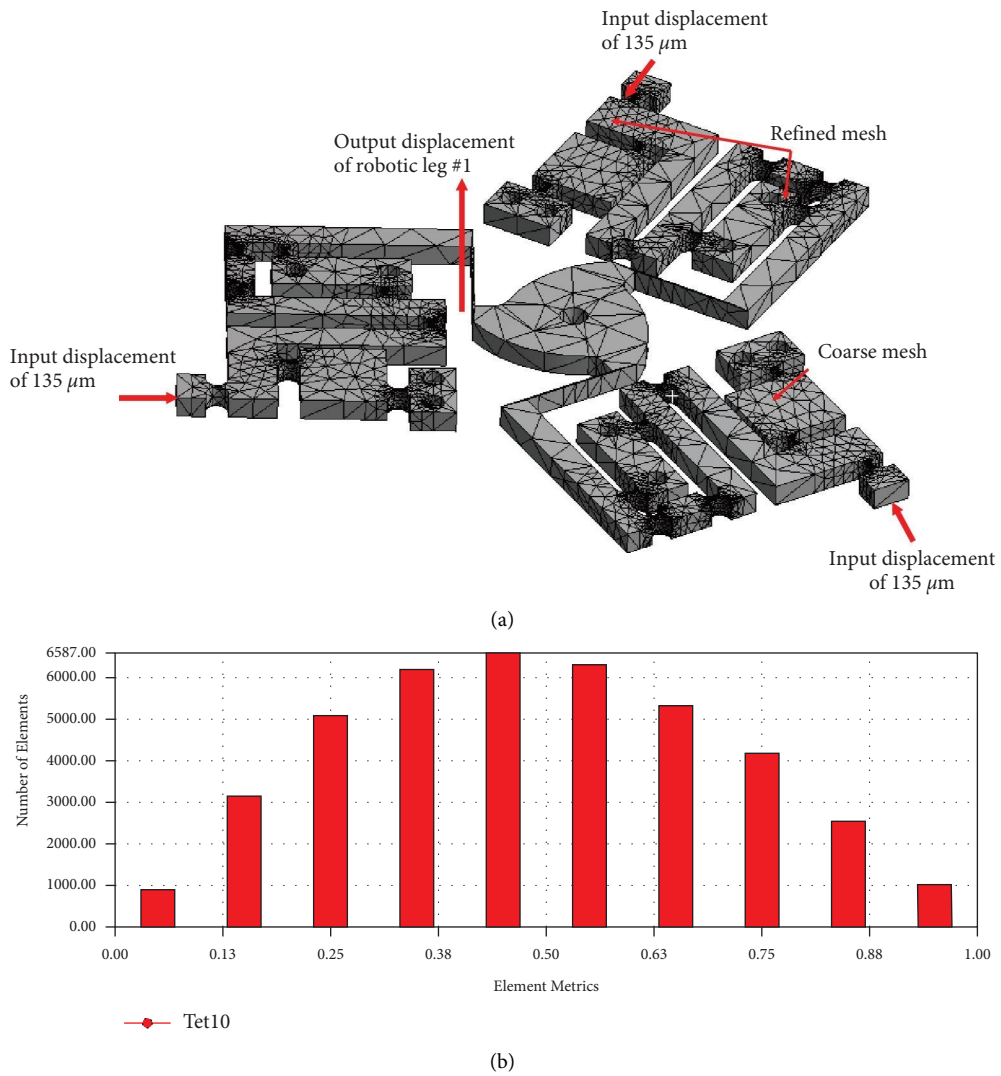 Input displacement
of 135 μm
Output displacement
of robotic leg #1
Refined mesh
Input displacement
of 135 μm
Coarse mesh
Input displacement
of 135 μm
(a)
6587.00
6000.00
5000.00
4000.00
3000.00
2000.00
1000.00
0.00
Number of Elements
0.00 0.13 0.25 0.38 0.50 0.63 0.75 0.88 1.00
Element Metrics
Tet10
(b)